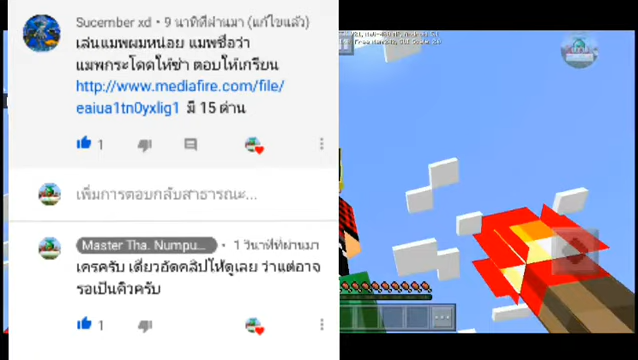 Sucember xd • 9 นาทีที่ผ่านมา (แก้ไขแล้ว)
เล่นแมพผมหน่อย แมพชื่อว่า
แมพกระโดดให้ซ่า ตอบให้เกรียน
http://www.mediafire.com/file/
eaiua1tn0yxlig1 มี 15 ด่าน
1
เพิ่มการตอบกลับสาธารณะ...
Master Tha. Numpu... • 1 วินาทีที่ผ่านมา
เครครับ เดี๋ยวอัดคลิปให้ดูเลย ว่าแต่อาจ
รอเป็นคิวครับ
1